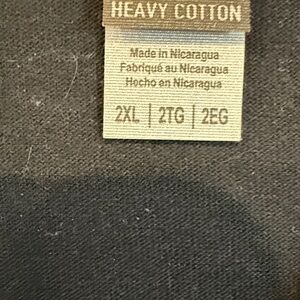 HEAVY COTTON
Made in Nicaragua
Fabriqué au Nicaragua
Hecho en Nicaragua
2XL | 2TG | 2EG